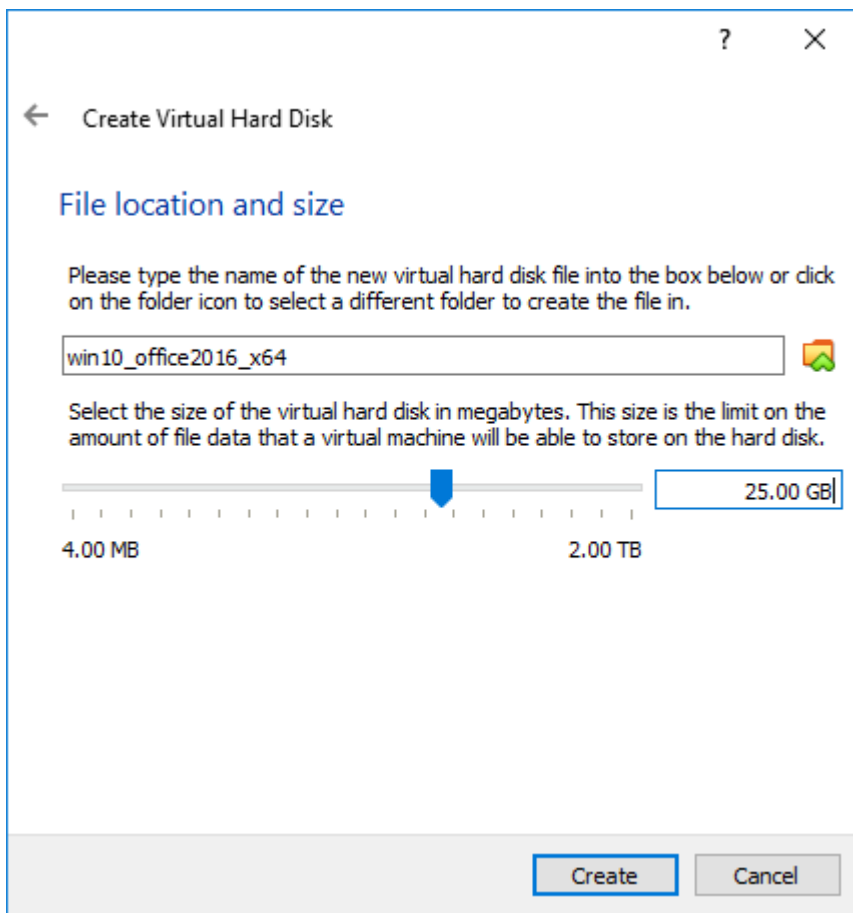 ?
Create Virtual Hard Disk
File location and size
Please type the name of the new virtual hard disk file into the box below or click
on the folder icon to select a different folder to create the file in.
win10_office2016_x64
Select the size of the virtual hard disk in megabytes. This size is the limit on the
amount of file data that a virtual machine will be able to store on the hard disk.
25.00 GB
4.00 MB 2.00 TB
Create Cancel